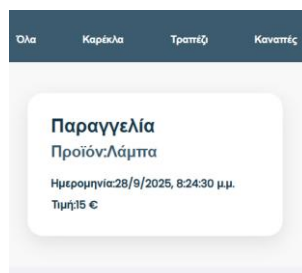 Όλα Καρέκλα Τραπέζι Καναπές
Παραγγελία
Προϊόν:Λάμπα
Ημερομηνία:28/9/2025, 8:24:30 μ.μ.
Τιμή:15 €